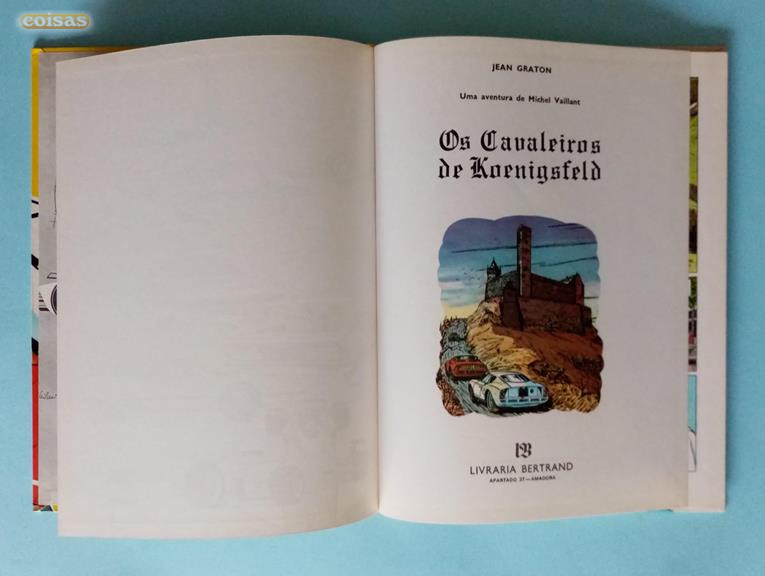 coisas
JEAN GRATON
Uma aventura de Michel Vaillant
Os Cavaleiros
de Koenigsfeld
LIVRARIA BERTRAND
APARTADO 37—AMADORA